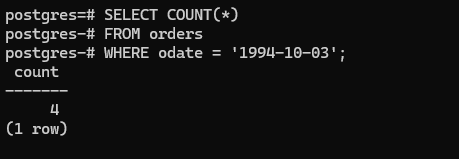 postgres=# SELECT COUNT(*)
postgres-# FROM orders
postgres-# WHERE odate = '1994-10-03';
 count
-------
     4
(1 row)